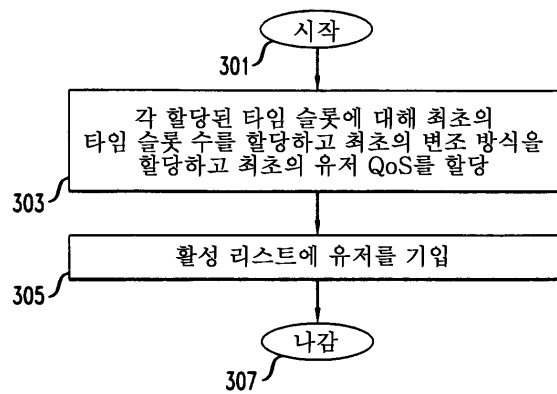 시작
301
각 할당된 타임 슬롯에 대해 최초의
타임 슬롯 수를 할당하고 최초의 변조 방식을
할당하고 최초의 유저 QoS를 할당
303
활성 리스트에 유저를 기입
305
나감
307